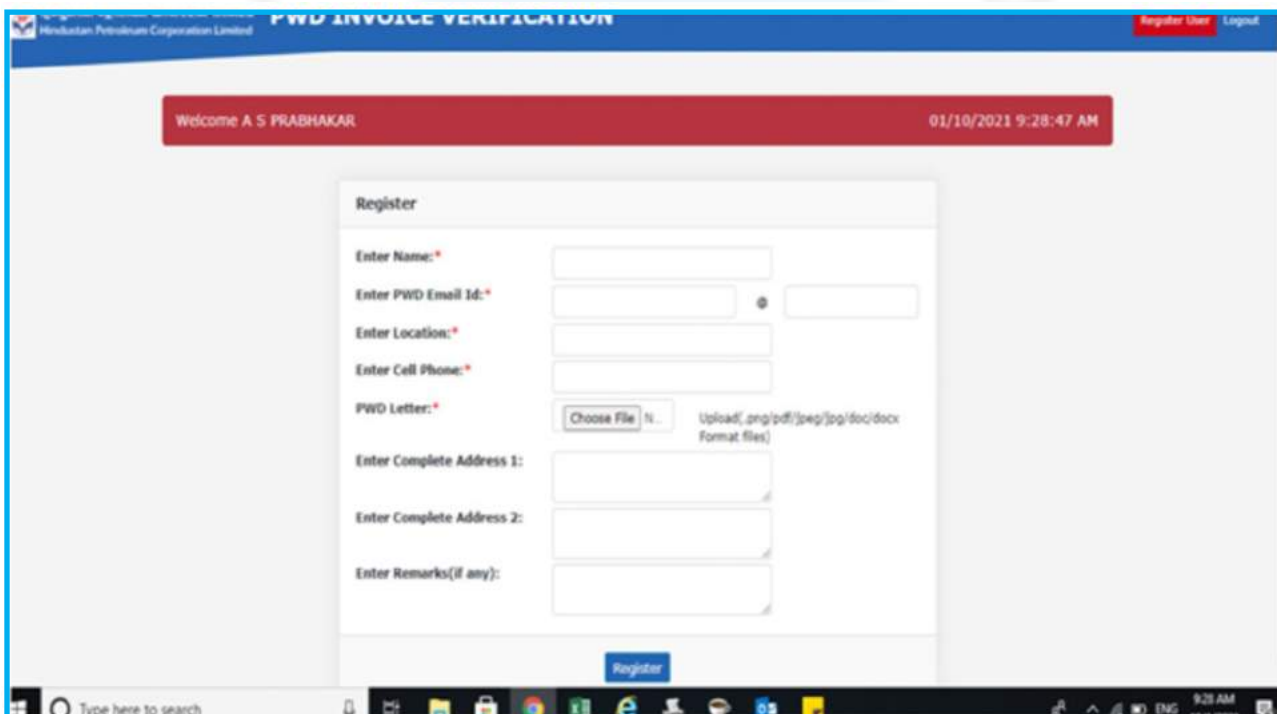 PWD INVOICE VERIFICATION
Hindustan Petroleum Corporation Limited
Register User Logout
Welcome A S PRABHAKAR 01/10/2021 9:28:47 AM
Register
Enter Name:*
Enter PWD Email Id:* @
Enter Location:*
Enter Cell Phone:*
PWD Letter:* Choose File N... Upload(.png/pdf/jpeg/jpg/doc/docx
Format files)
Enter Complete Address 1:
Enter Complete Address 2:
Enter Remarks(if any):
Register
Type here to search ENG 9:28 AM